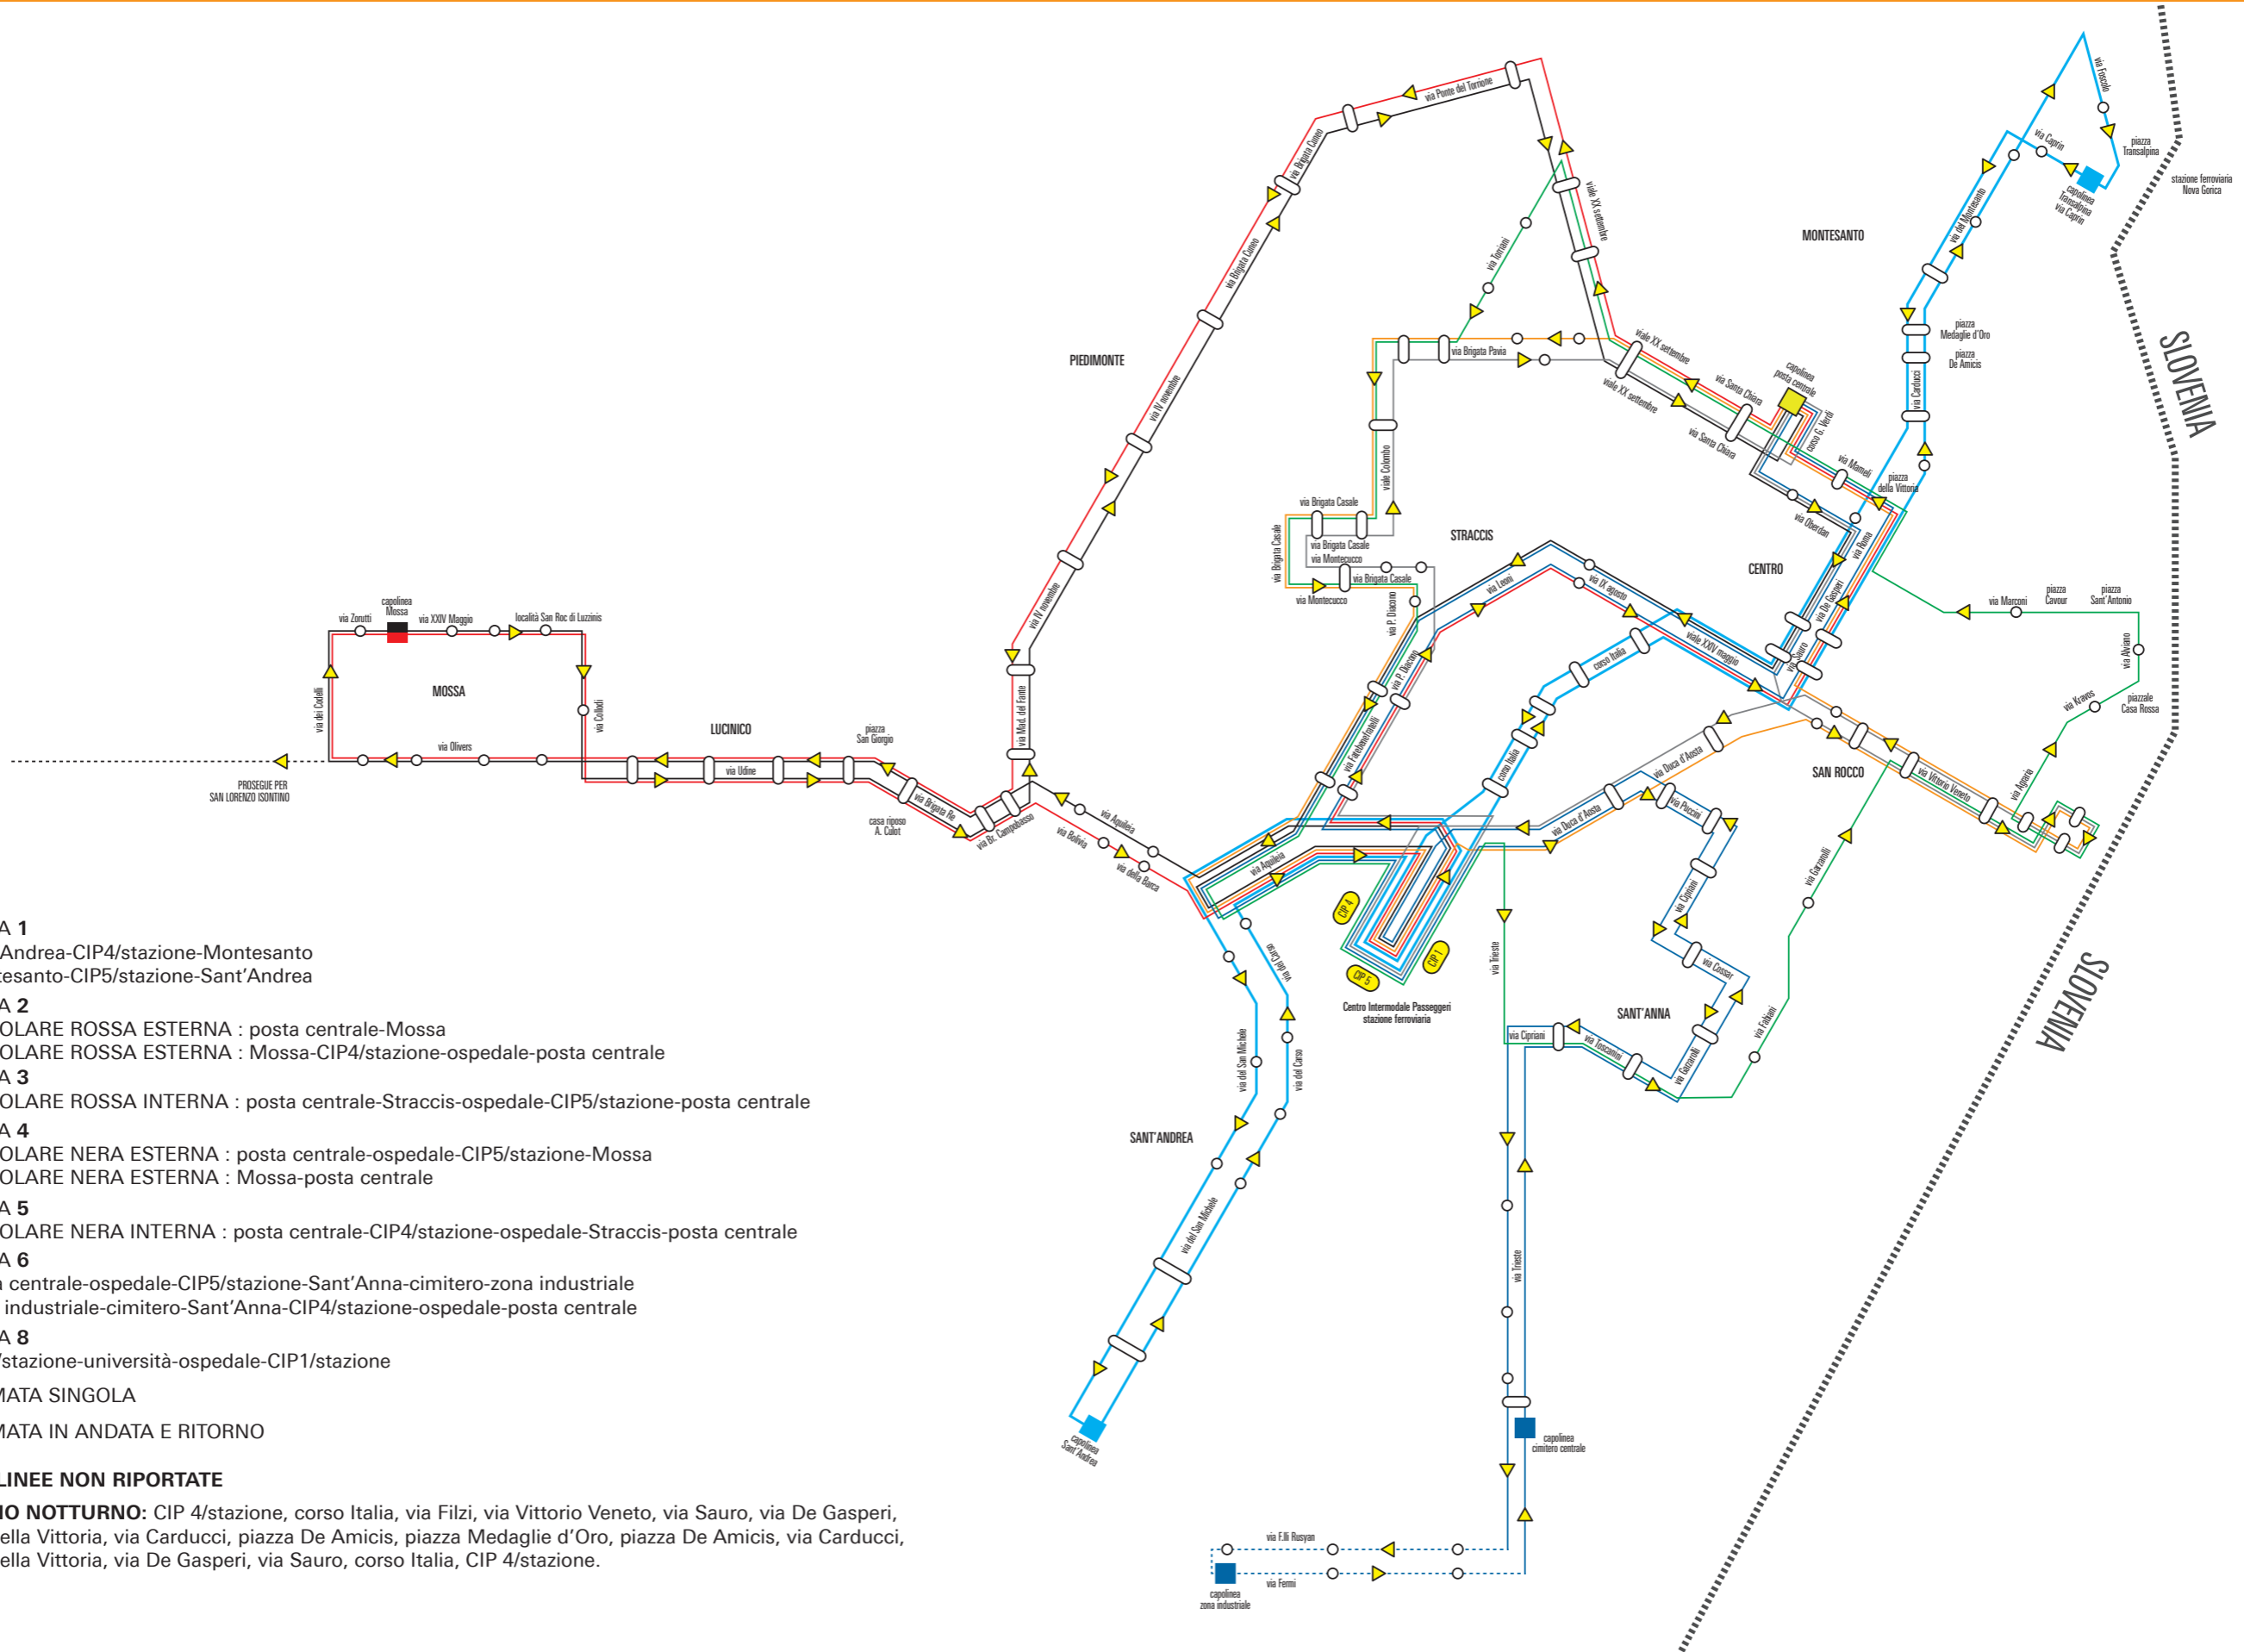 via Foscolo
via Caprin
piazza
Transalpina
capolinea
Transalpina
via Caprin
stazione ferroviaria
Nova Gorica
via del Montesanto
MONTESANTO
piazza
Medaglie d'Oro
piazza
De Amicis
via Carducci
SLOVENIA
via Ponte del Torrione
via Brigata Cuneo
via Brigata Cuneo
viale XX settembre
via Torriani
PIEDIMONTE
via IV novembre
via IV novembre
via Brigata Pavia
viale XX settembre
viale XX settembre
via Santa Chiara
via Santa Chiara
capolinea
posta centrale
corso G. Verdi
via Mameli
piazza
della Vittoria
viale Colombo
via Brigata Casale
via Brigata Casale
via Brigata Casale
via Montecucco
via Brigata Casale
via Montecucco
STRACCIS
via Oberdan
via Roma
CENTRO
via De Gasperi
via Sauro
via Leoni
via IX agosto
viale XXIV maggio
via P. Diacono
via P. Diacono
via Fatebenefratelli
corso Italia
corso Italia
via Marconi
piazza
Cavour
piazza
Sant'Antonio
via Alviano
via Kravos
piazzale
Casa Rossa
via Agraria
SAN ROCCO
via Vittorio Veneto
via Duca d'Aosta
via Duca d'Aosta
via Puccini
via Cipriani
via Cossar
SANT'ANNA
via Garzarolli
via Garzarolli
via Fabiani
via Toscanini
via Cipriani
via Trieste
via Trieste
via Zorutti
capolinea
Mossa
via XXIV Maggio
località San Roc di Luzzinis
MOSSA
via dei Codelli
via Collodi
via Olivers
PROSEGUE PER
SAN LORENZO ISONTINO
LUCINICO
via Udine
piazza
San Giorgio
casa riposo
A. Culot
via Brigata Re
via Br. Campobasso
via Mad. del Fante
via Aquileia
via Bolivia
via della Barca
via Aquileia
CIP 4
CIP 5
CIP 1
Centro Intermodale Passeggeri
stazione ferroviaria
via del Carso
via del Carso
via del San Michele
via del San Michele
SANT'ANDREA
capolinea
Sant'Andrea
capolinea
cimitero centrale
via F.lli Rusyan
via Fermi
capolinea
zona industriale
SLOVENIA
A 1
Andrea-CIP4/stazione-Montesanto
tesanto-CIP5/stazione-Sant'Andrea
A 2
OLARE ROSSA ESTERNA : posta centrale-Mossa
OLARE ROSSA ESTERNA : Mossa-CIP4/stazione-ospedale-posta centrale
A 3
OLARE ROSSA INTERNA : posta centrale-Straccis-ospedale-CIP5/stazione-posta centrale
A 4
OLARE NERA ESTERNA : posta centrale-ospedale-CIP5/stazione-Mossa
OLARE NERA ESTERNA : Mossa-posta centrale
A 5
OLARE NERA INTERNA : posta centrale-CIP4/stazione-ospedale-Straccis-posta centrale
A 6
a centrale-ospedale-CIP5/stazione-Sant'Anna-cimitero-zona industriale
industriale-cimitero-Sant'Anna-CIP4/stazione-ospedale-posta centrale
A 8
/stazione-università-ospedale-CIP1/stazione
MATA SINGOLA
MATA IN ANDATA E RITORNO
LINEE NON RIPORTATE
IO NOTTURNO: CIP 4/stazione, corso Italia, via Filzi, via Vittorio Veneto, via Sauro, via De Gasperi,
ella Vittoria, via Carducci, piazza De Amicis, piazza Medaglie d'Oro, piazza De Amicis, via Carducci,
ella Vittoria, via De Gasperi, via Sauro, corso Italia, CIP 4/stazione.